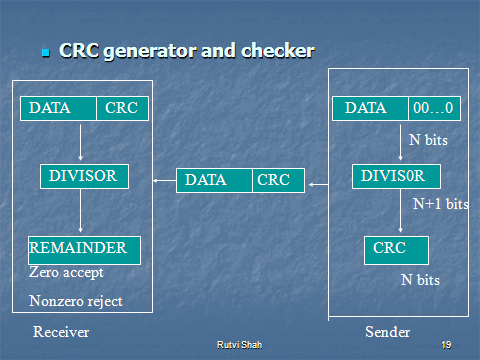 CRC generator and checker
DATA CRC
DIVISOR
REMAINDER
Zero accept
Nonzero reject
Receiver
DATA CRC
DATA 00...0
N bits
DIVIS0R
N+1 bits
CRC
N bits
Sender
Rutvi Shah
19